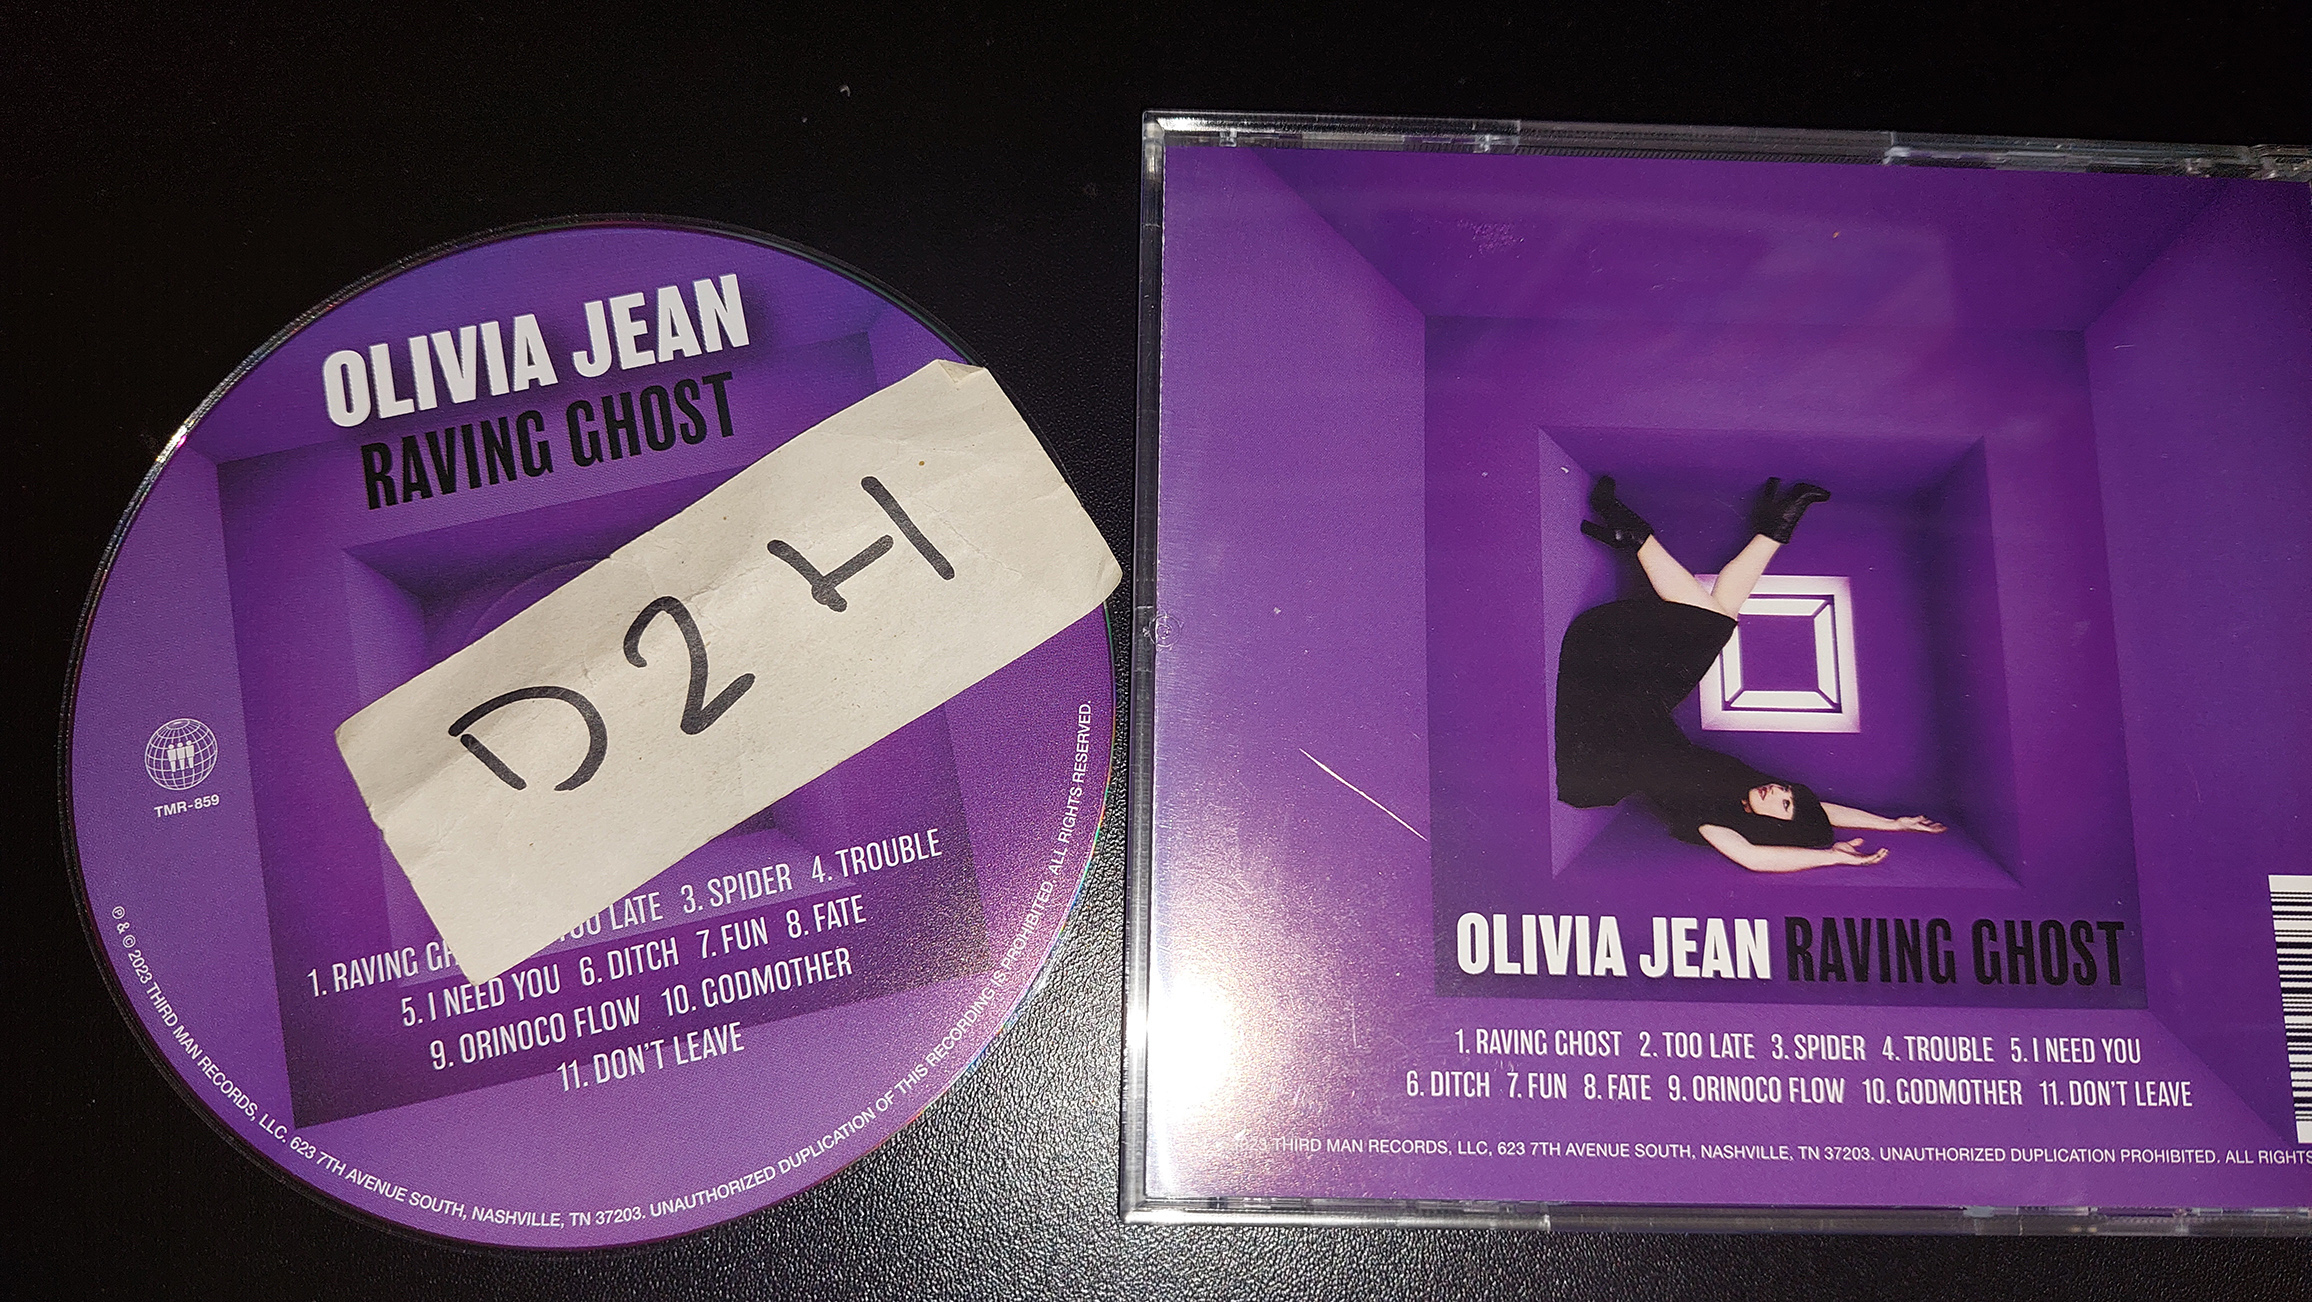 OLIVIA JEAN
RAVING GHOST
D2H
TMR-859
1. RAVING LATE 3. SPIDER 4. TROUBLE
5. I NEED YOU 6. DITCH 7. FUN 8. FATE
9. ORINOCO FLOW 10. GODMOTHER
11. DON'T LEAVE
℗ & © 2023 THIRD MAN RECORDS, LLC. 623 7TH AVENUE SOUTH, NASHVILLE, TN 37203. UNAUTHORIZED DUPLICATION OF THIS RECORDING IS PROHIBITED. ALL RIGHTS RESERVED.
OLIVIA JEAN RAVING GHOST
1. RAVING GHOST 2. TOO LATE 3. SPIDER 4. TROUBLE 5. I NEED YOU
6. DITCH 7. FUN 8. FATE 9. ORINOCO FLOW 10. GODMOTHER 11. DON'T LEAVE
THIRD MAN RECORDS, LLC, 623 7TH AVENUE SOUTH, NASHVILLE, TN 37203. UNAUTHORIZED DUPLICATION PROHIBITED. ALL RIGHTS